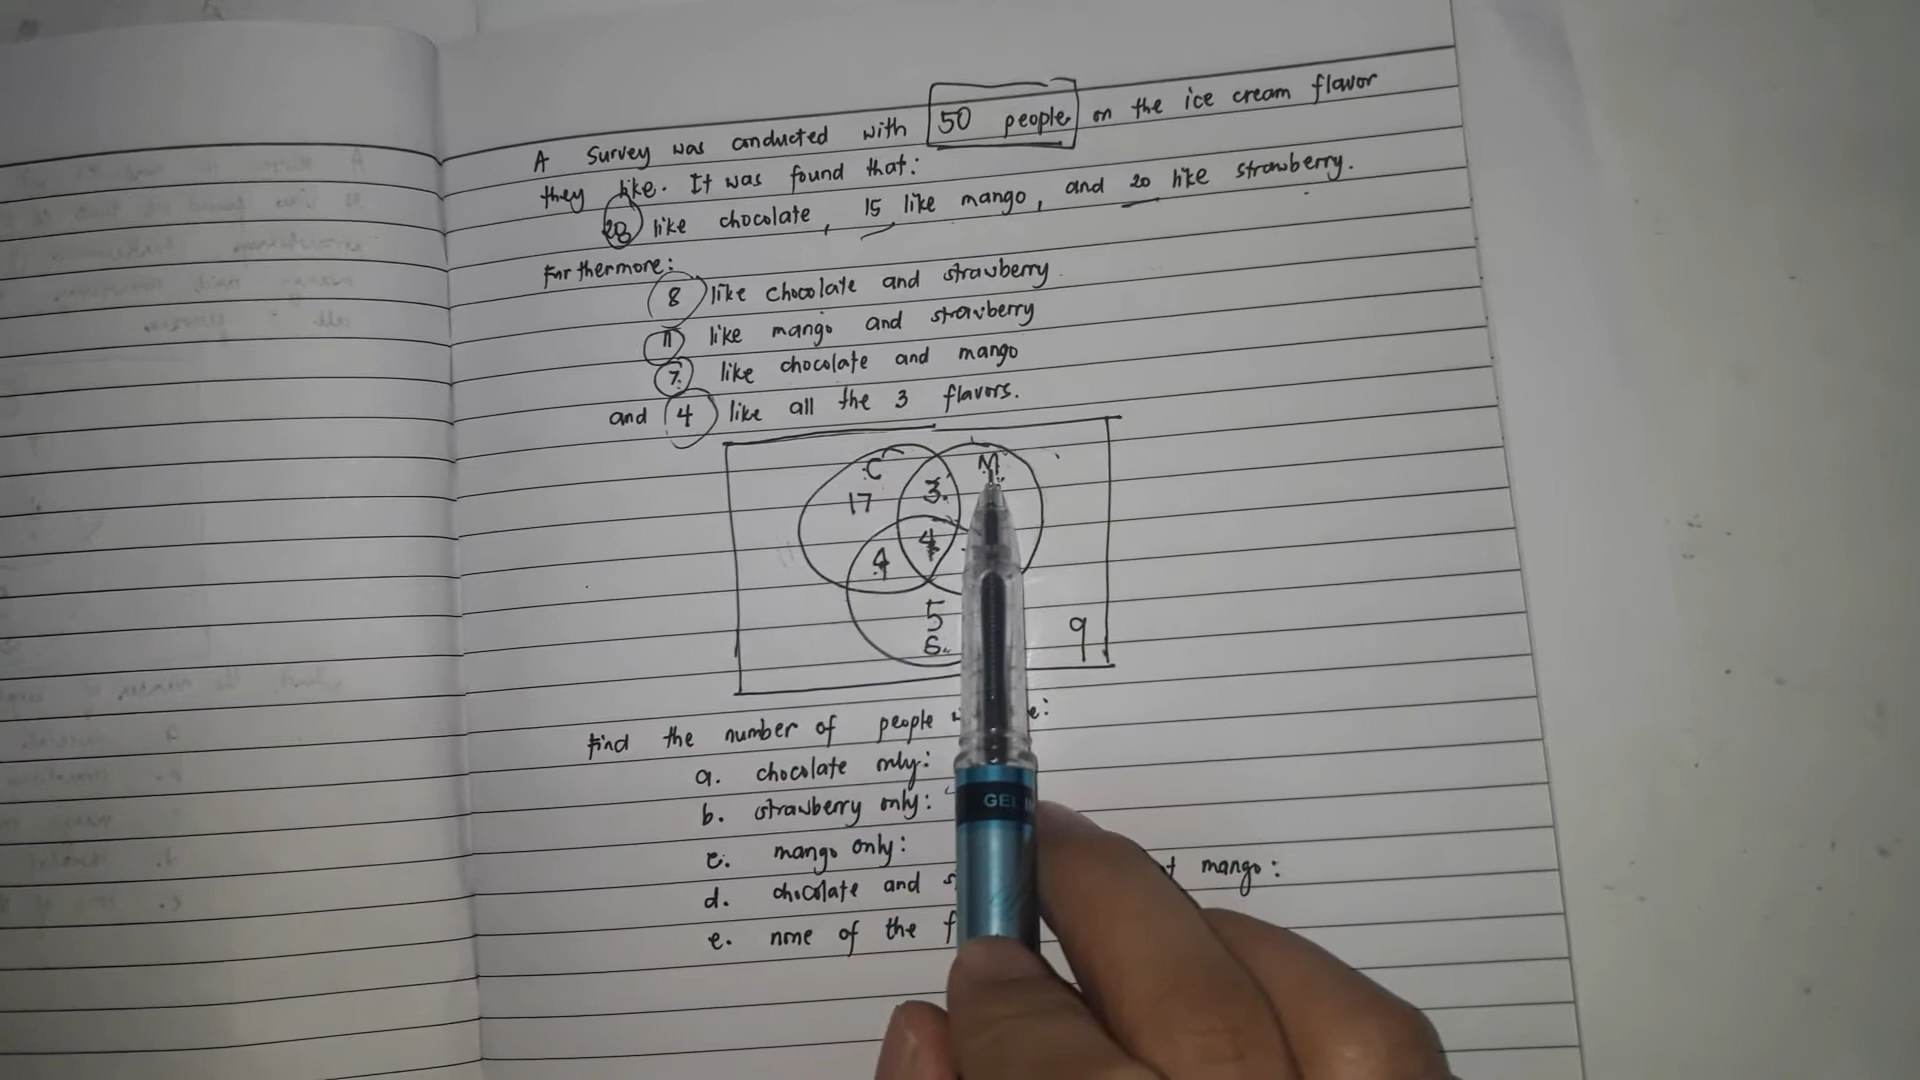 A survey was conducted with 50 people on the ice cream flavor
they like. It was found that:
28 like chocolate, 15 like mango, and 20 like strawberry.
Forthermore:
8 like chocolate and strawberry
11 like mango and strawberry
7 like chocolate and mango
and 4 like all the 3 flavors.
C M
17 3
4 4
5
S
9
Find the number of people
a. chocolate only:
b. strawberry only:
c. mango only:
d. chocolate and mango:
e. none of the
GEL